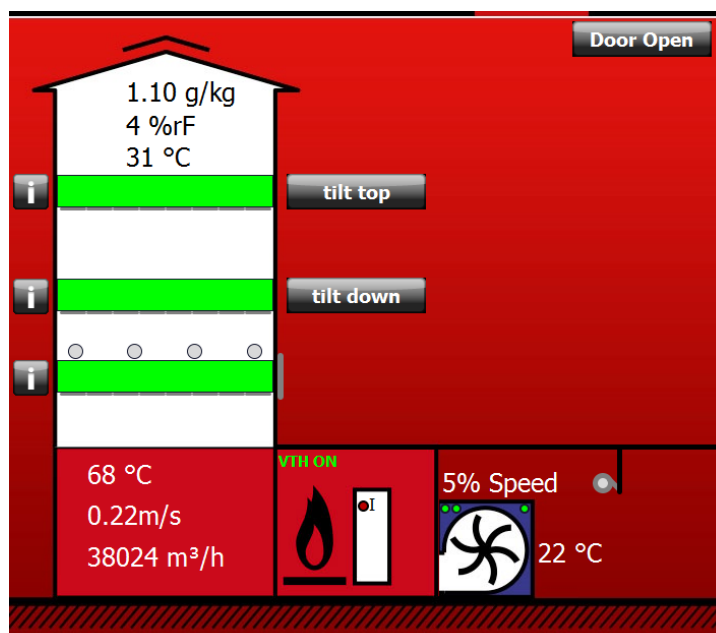 Door Open
1.10 g/kg
4 %rF
31 °C
i
tilt top
i
tilt down
i
68 °C
0.22m/s
38024 m³/h
VTH ON
I
5% Speed
22 °C